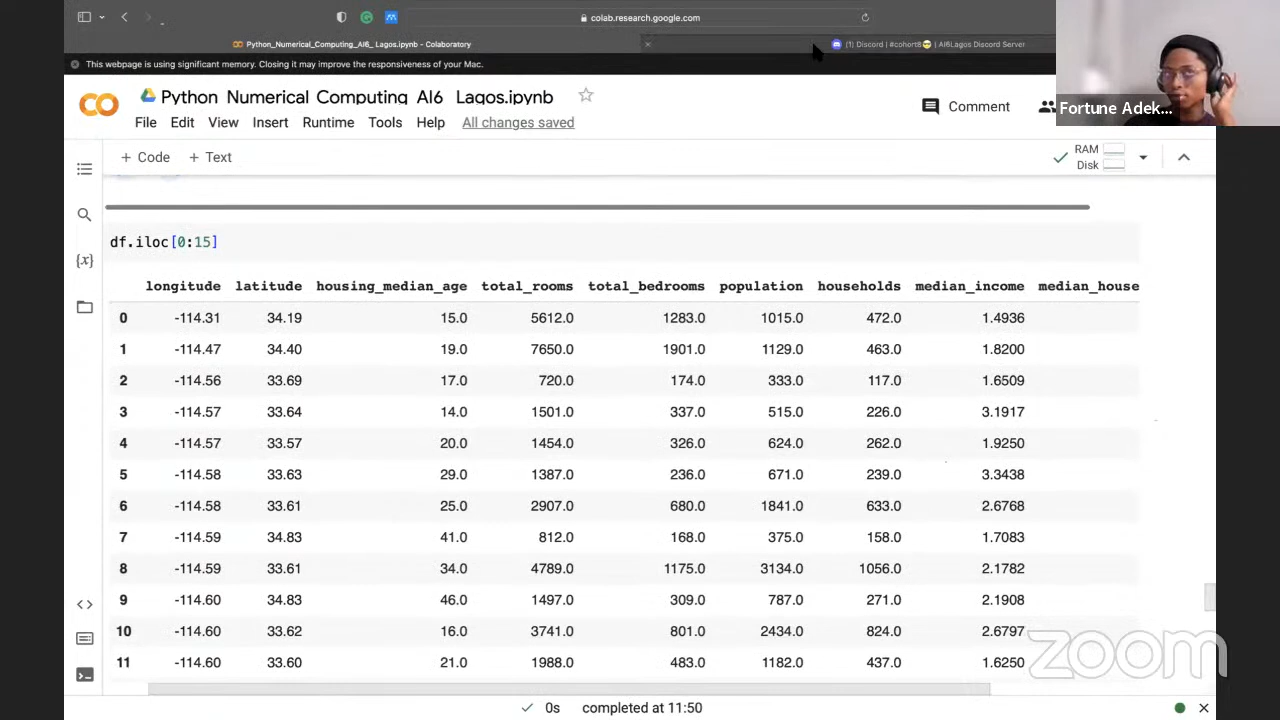 colab.research.google.com
Python_Numerical_Computing_AI6_ Lagos.ipynb - Colaboratory
(1) Discord | #cohort8😎 | AI6Lagos Discord Server
This webpage is using significant memory. Closing it may improve the responsiveness of your Mac.
Fortune Adek...
Python_Numerical_Computing_AI6_ Lagos.ipynb
Comment
File Edit View Insert Runtime Tools Help All changes saved
+ Code + Text
RAM
Disk
df.iloc[0:15]
longitude latitude housing_median_age total_rooms total_bedrooms population households median_income median_house
0 -114.31 34.19 15.0 5612.0 1283.0 1015.0 472.0 1.4936
1 -114.47 34.40 19.0 7650.0 1901.0 1129.0 463.0 1.8200
2 -114.56 33.69 17.0 720.0 174.0 333.0 117.0 1.6509
3 -114.57 33.64 14.0 1501.0 337.0 515.0 226.0 3.1917
4 -114.57 33.57 20.0 1454.0 326.0 624.0 262.0 1.9250
5 -114.58 33.63 29.0 1387.0 236.0 671.0 239.0 3.3438
6 -114.58 33.61 25.0 2907.0 680.0 1841.0 633.0 2.6768
7 -114.59 34.83 41.0 812.0 168.0 375.0 158.0 1.7083
8 -114.59 33.61 34.0 4789.0 1175.0 3134.0 1056.0 2.1782
9 -114.60 34.83 46.0 1497.0 309.0 787.0 271.0 2.1908
10 -114.60 33.62 16.0 3741.0 801.0 2434.0 824.0 2.6797
11 -114.60 33.60 21.0 1988.0 483.0 1182.0 437.0 1.6250
zoom
0s completed at 11:50